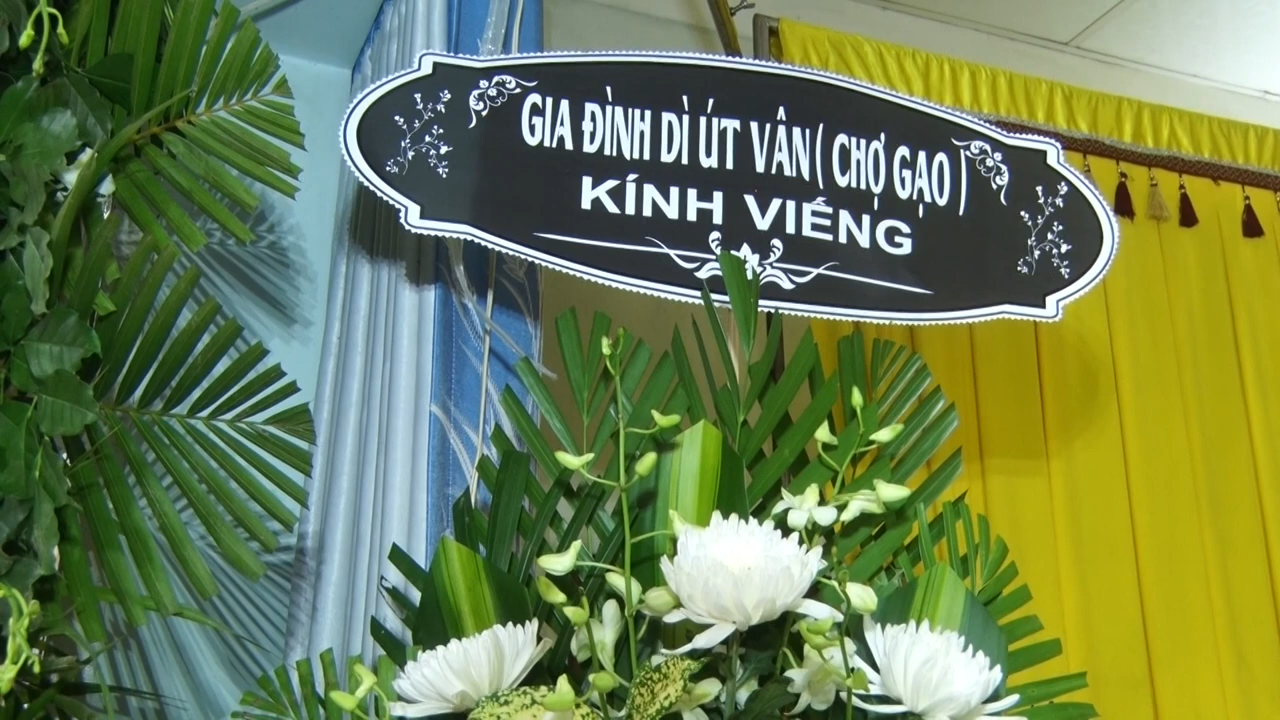 GIA ĐÌNH DÌ ÚT VÂN ( CHỢ GẠO )
KÍNH VIẾNG